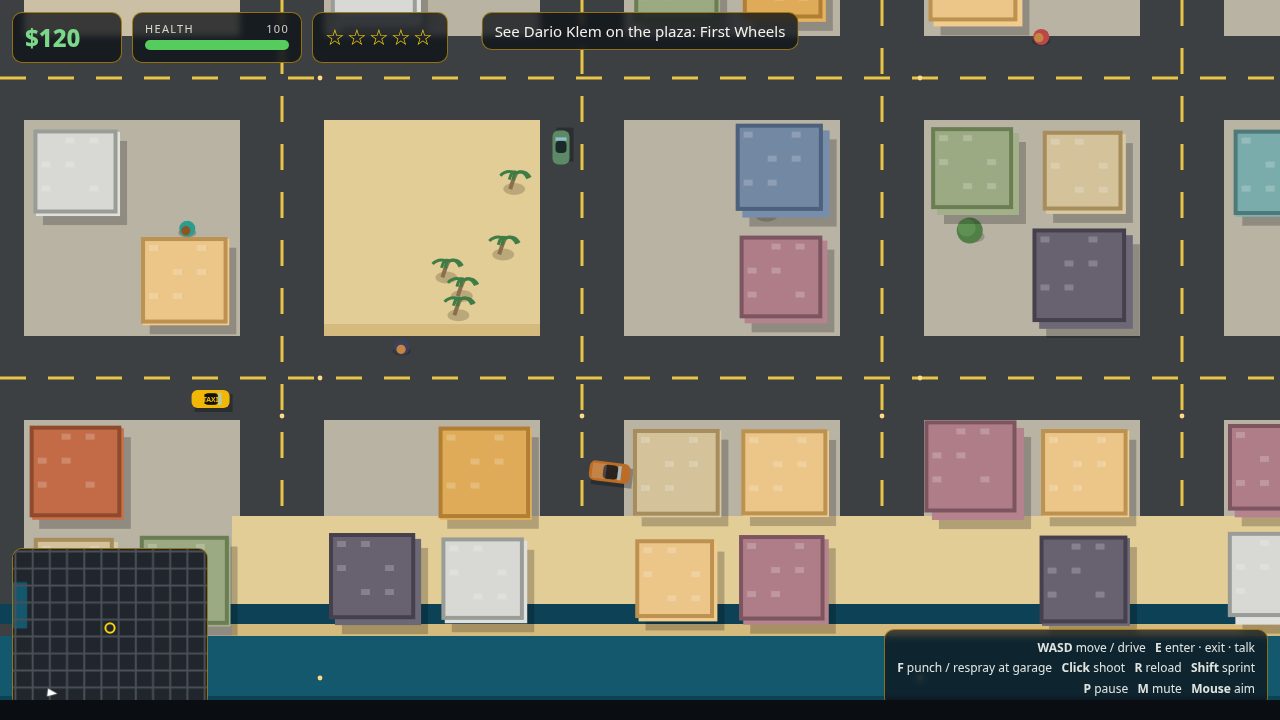 $120
HEALTH 100
☆☆☆☆☆
See Dario Klem on the plaza: First Wheels
TAXI
WASD move / drive E enter · exit · talk
F punch / respray at garage Click shoot R reload Shift sprint
P pause M mute Mouse aim